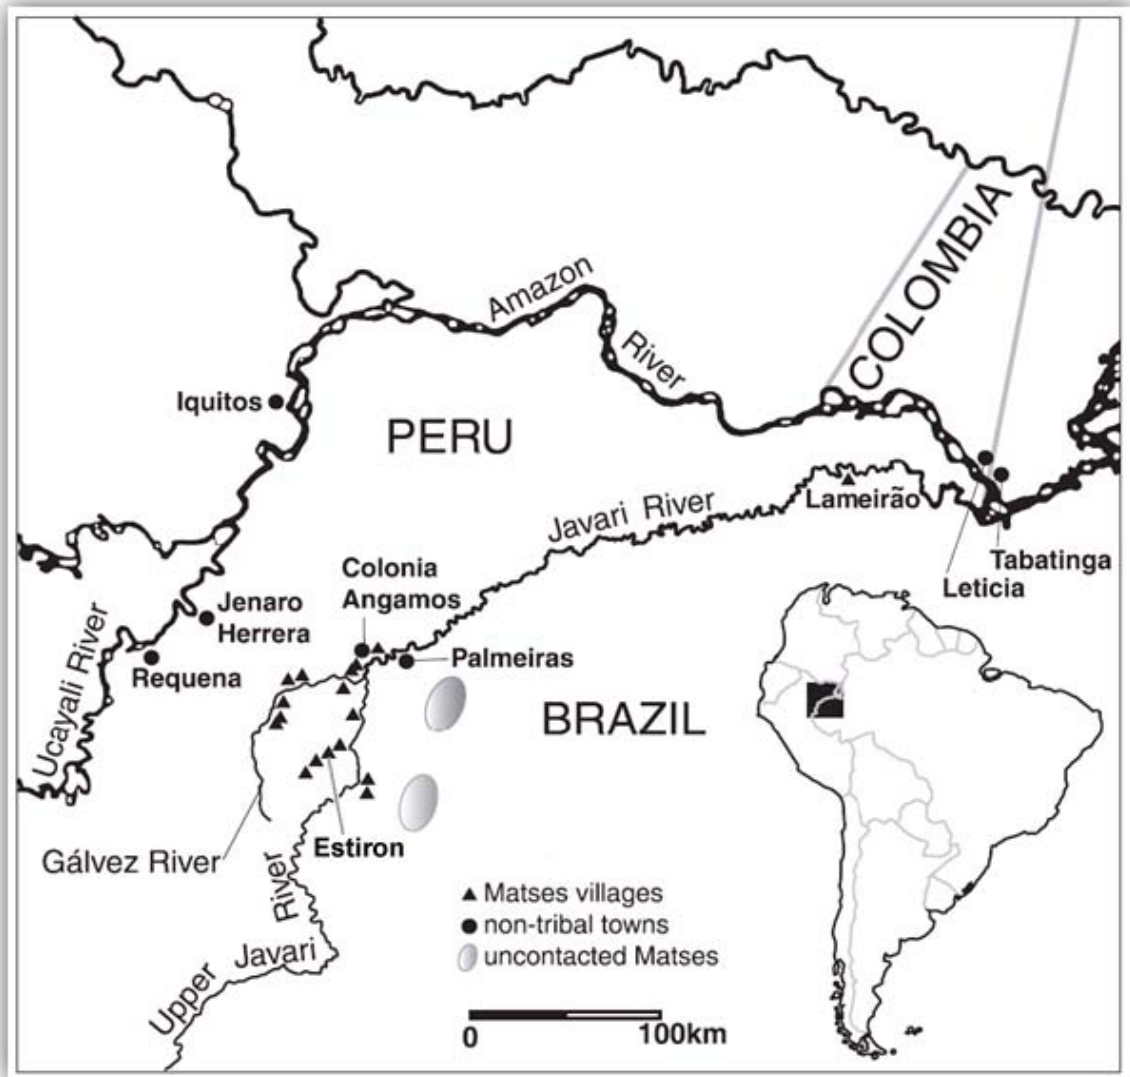 Amazon
River
COLOMBIA
Iquitos
PERU
Lameirão
Javari River
Tabatinga
Leticia
Colonia
Angamos
Jenaro
Herrera
Palmeiras
Requena
Ucayali River
BRAZIL
Estiron
Gálvez River
Upper Javari River
Matses villages
non-tribal towns
uncontacted Matses
0 100km